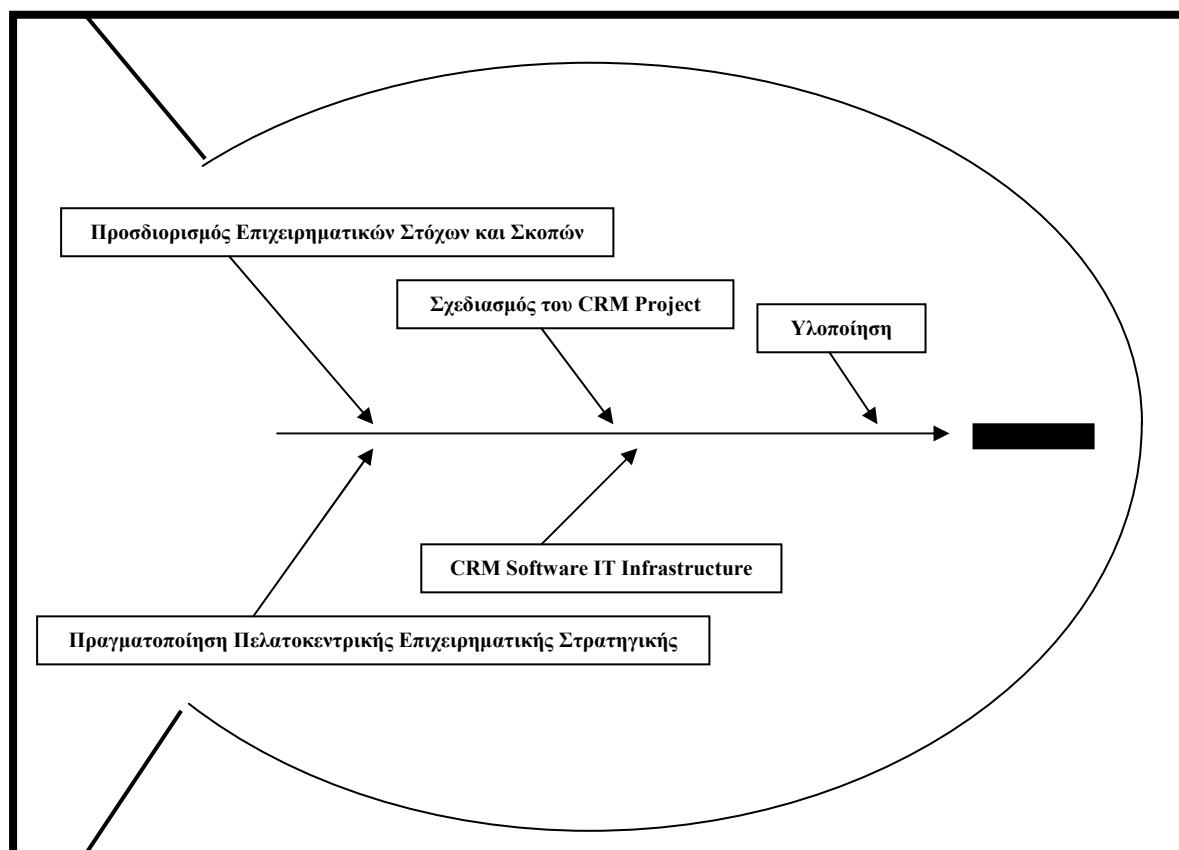 Προσδιορισμός Επιχειρηματικών Στόχων και Σκοπών
Σχεδιασμός του CRM Project
Υλοποίηση
CRM Software IT Infrastructure
Πραγματοποίηση Πελατοκεντρικής Επιχειρηματικής Στρατηγικής